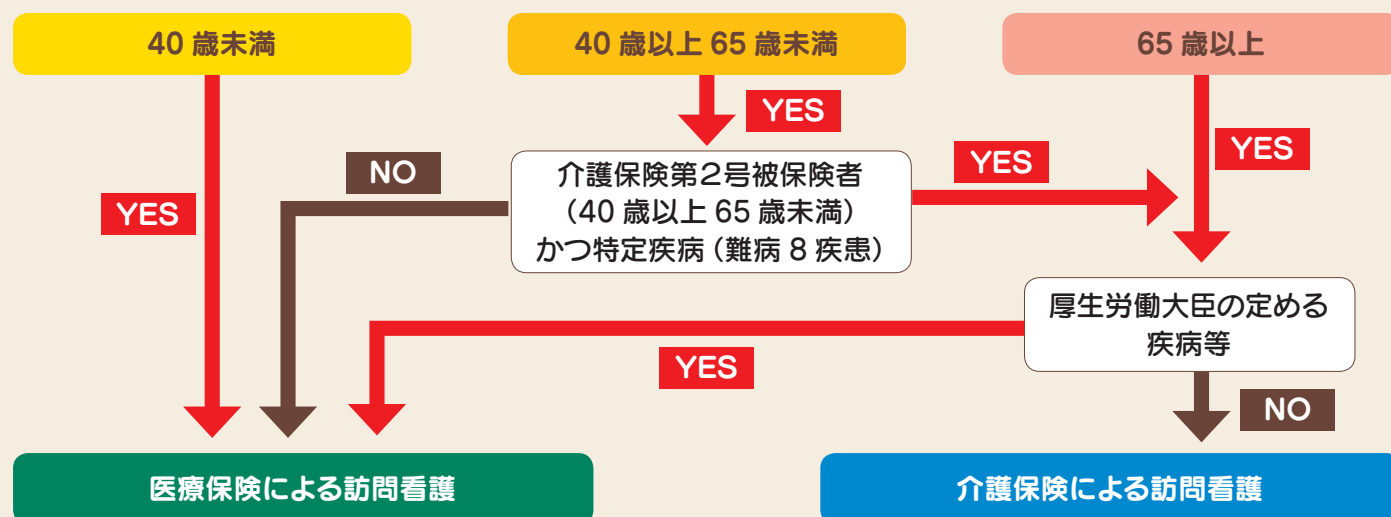 40 歳未満
40 歳以上 65 歳未満
65 歳以上
YES
YES
NO
YES
YES
介護保険第2号被保険者
(40 歳以上 65 歳未満)
かつ特定疾病(難病 8 疾患)
厚生労働大臣の定める
疾病等
YES
NO
医療保険による訪問看護
介護保険による訪問看護